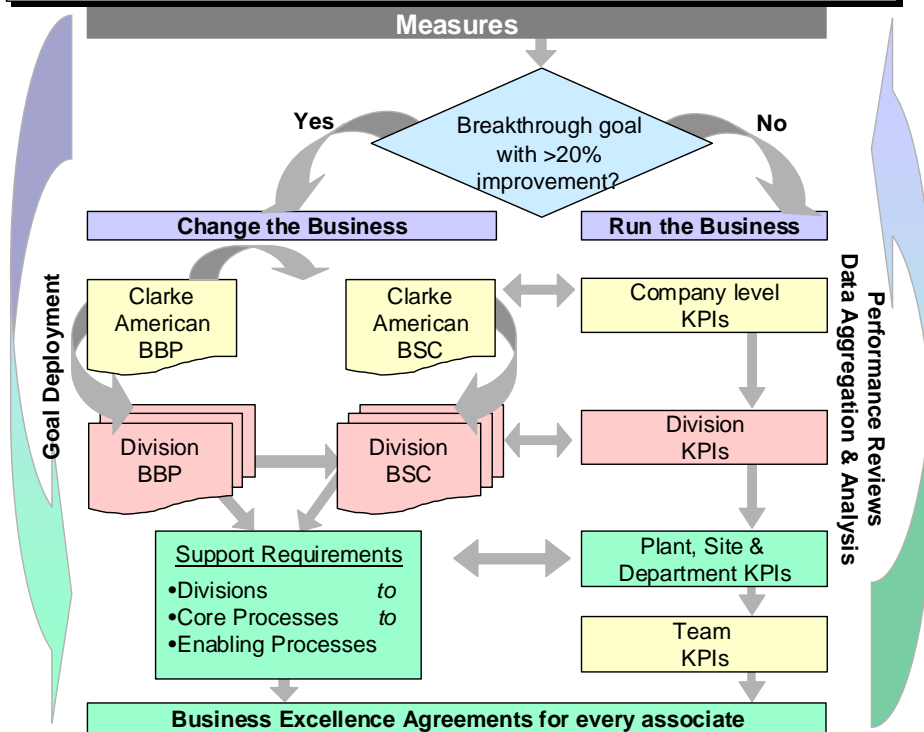 Measures
Yes
Breakthrough goal
with >20%
improvement?
No
Change the Business
Run the Business
Goal Deployment
Clarke
American
BBP
Clarke
American
BSC
Company level
KPIs
Division
BBP
Division
BSC
Division
KPIs
Performance Reviews
Data Aggregation & Analysis
Support Requirements
•Divisions to
•Core Processes to
•Enabling Processes
Plant, Site &
Department KPIs
Team
KPIs
Business Excellence Agreements for every associate